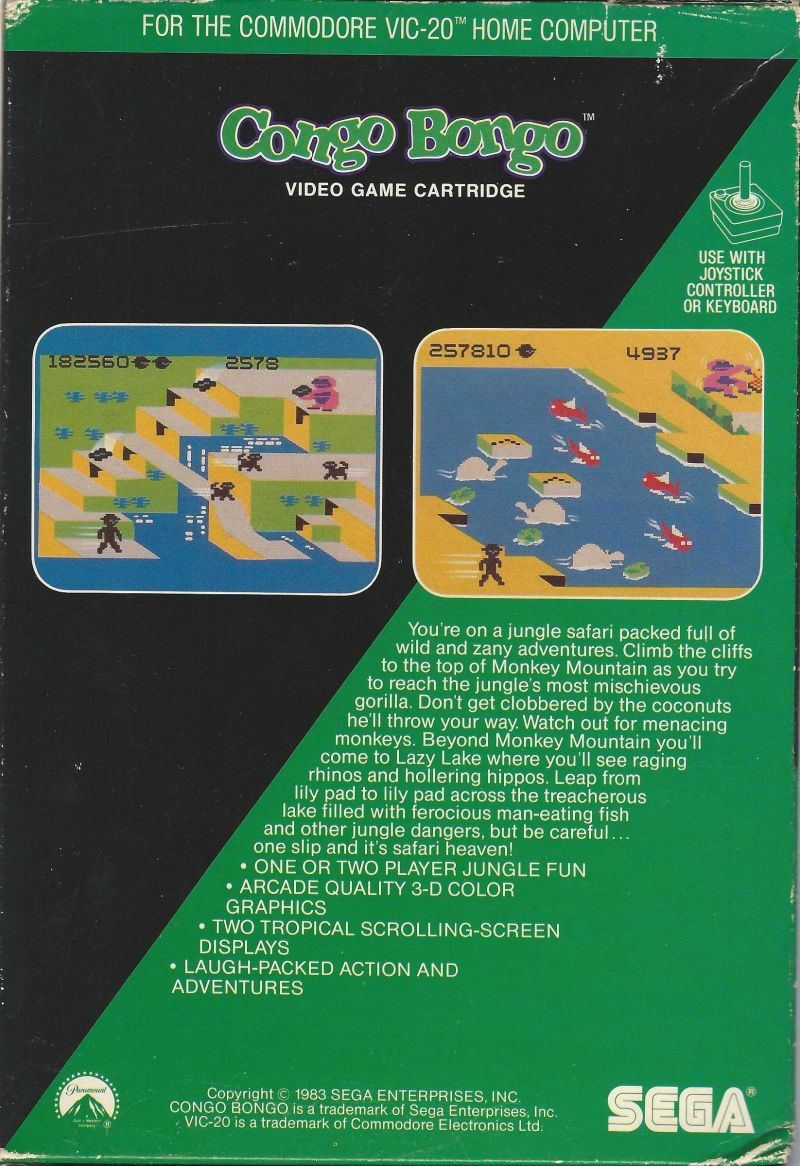 FOR THE COMMODORE VIC-20™ HOME COMPUTER
Congo Bongo™
VIDEO GAME CARTRIDGE
USE WITH
JOYSTICK
CONTROLLER
OR KEYBOARD
182560 2578
257810 4937
You're on a jungle safari packed full of
wild and zany adventures. Climb the cliffs
to the top of Monkey Mountain as you try
to reach the jungle's most mischievous
gorilla. Don't get clobbered by the coconuts
he'll throw your way. Watch out for menacing
monkeys. Beyond Monkey Mountain you'll
come to Lazy Lake where you'll see raging
rhinos and hollering hippos. Leap from
lily pad to lily pad across the treacherous
lake filled with ferocious man-eating fish
and other jungle dangers, but be careful...
one slip and it's safari heaven!
• ONE OR TWO PLAYER JUNGLE FUN
• ARCADE QUALITY 3-D COLOR
GRAPHICS
• TWO TROPICAL SCROLLING-SCREEN
DISPLAYS
• LAUGH-PACKED ACTION AND
ADVENTURES
Paramount
Gulf + Western
Company ®
Copyright © 1983 SEGA ENTERPRISES, INC.
CONGO BONGO is a trademark of Sega Enterprises, Inc.
VIC-20 is a trademark of Commodore Electronics Ltd.
SEGA®